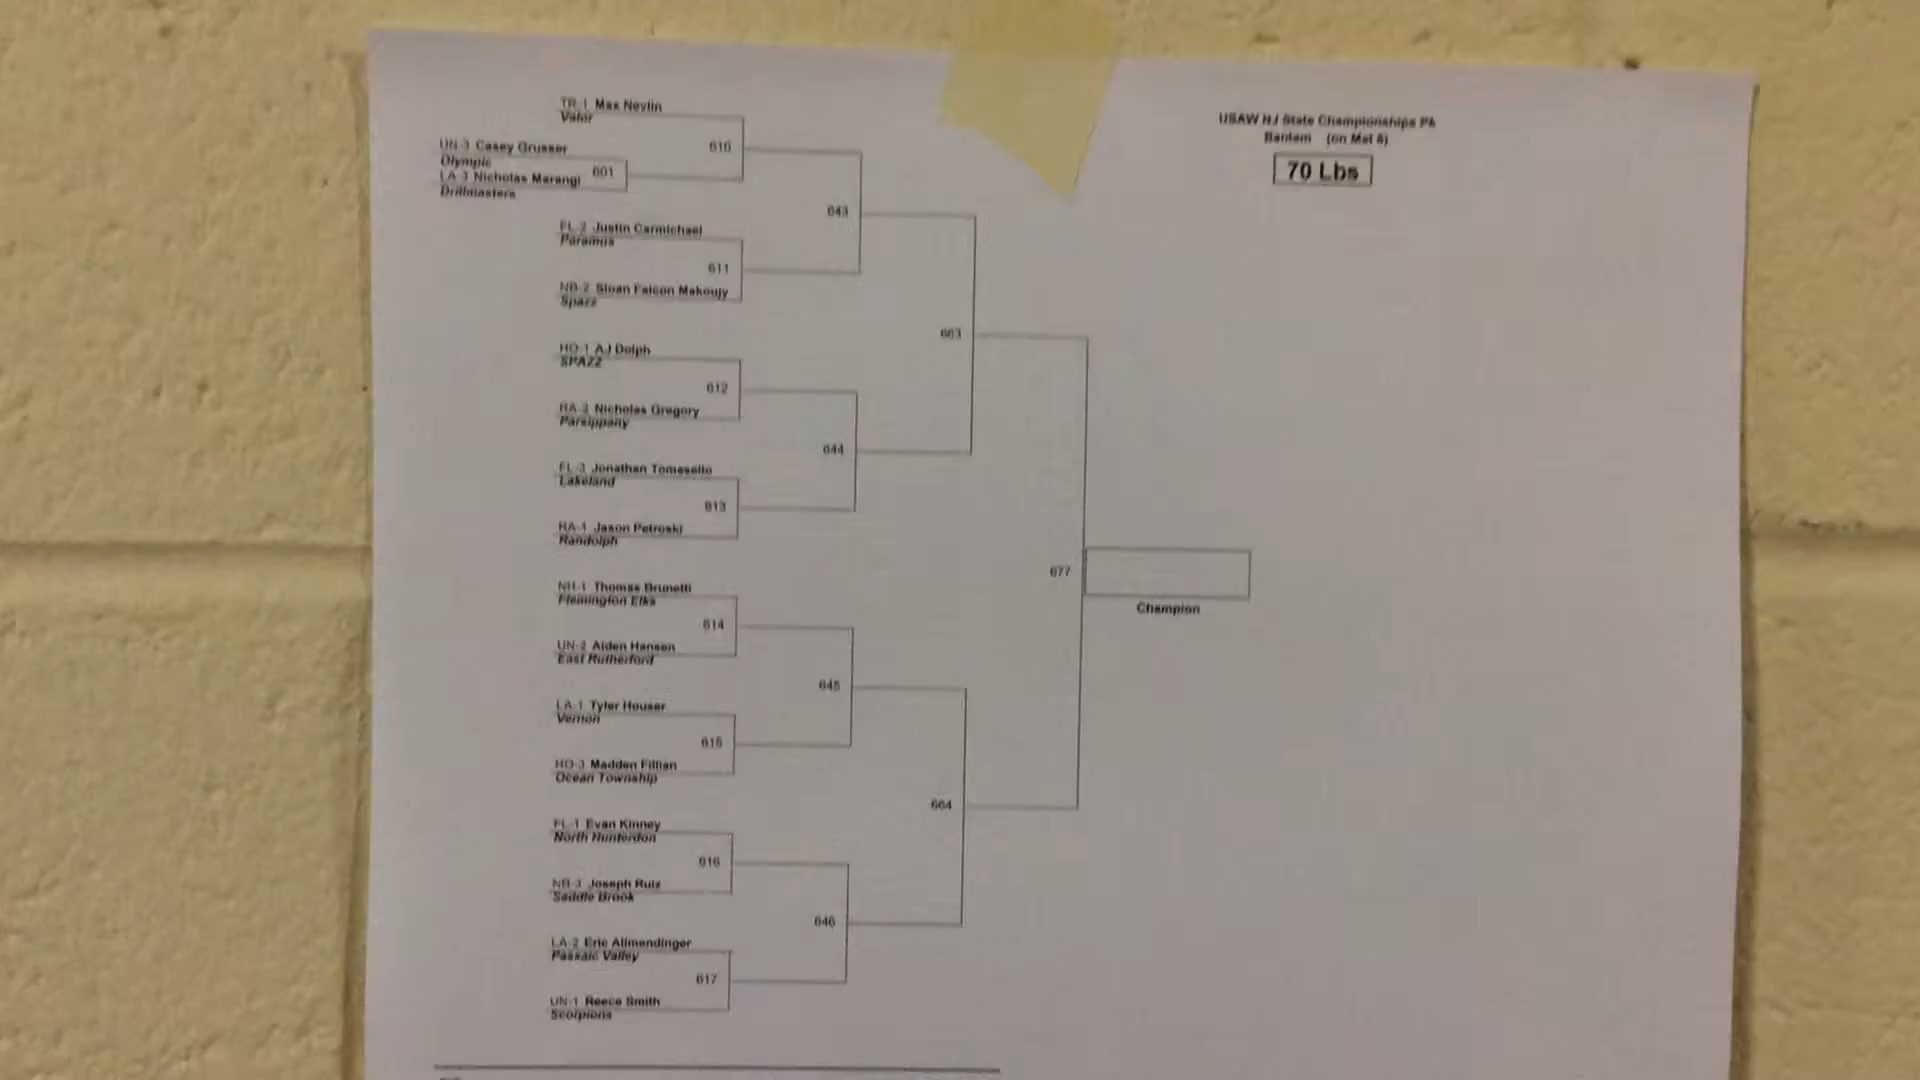 USAW NJ State Championships PM
Bantam (on Mat 6)
70 Lbs
TR-1 Max Nevlin
Valor
610
UN-3 Casey Grusser
Olympic
601
LA-3 Nicholas Marangi
Drillmasters
643
FL-2 Justin Carmichael
Paramus
611
NB-2 Sloan Falcon Makoujy
Spazz
663
HO-1 AJ Dolph
SPAZZ
612
RA-2 Nicholas Gregory
Parsippany
644
FL-3 Jonathan Tomasello
Lakeland
613
RA-1 Jason Petroski
Randolph
677
Champion
NH-1 Thomas Brunetti
Flemington Elks
614
UN-2 Aiden Hansen
East Rutherford
645
LA-1 Tyler Houser
Vernon
615
HO-3 Madden Fillian
Ocean Township
664
FL-1 Evan Kinney
North Hunterdon
616
NB-3 Joseph Ruiz
Saddle Brook
646
LA-2 Eric Allmendinger
Passaic Valley
617
UN-1 Reece Smith
Scorpions